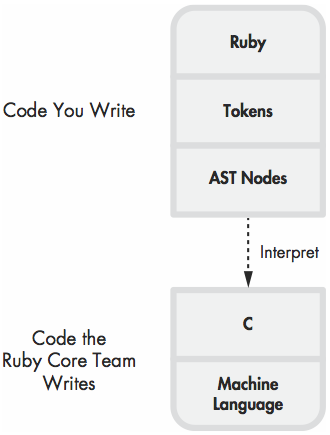 Ruby
Code You Write
Tokens
AST Nodes
Interpret
C
Code the
Ruby Core Team
Writes
Machine
Language